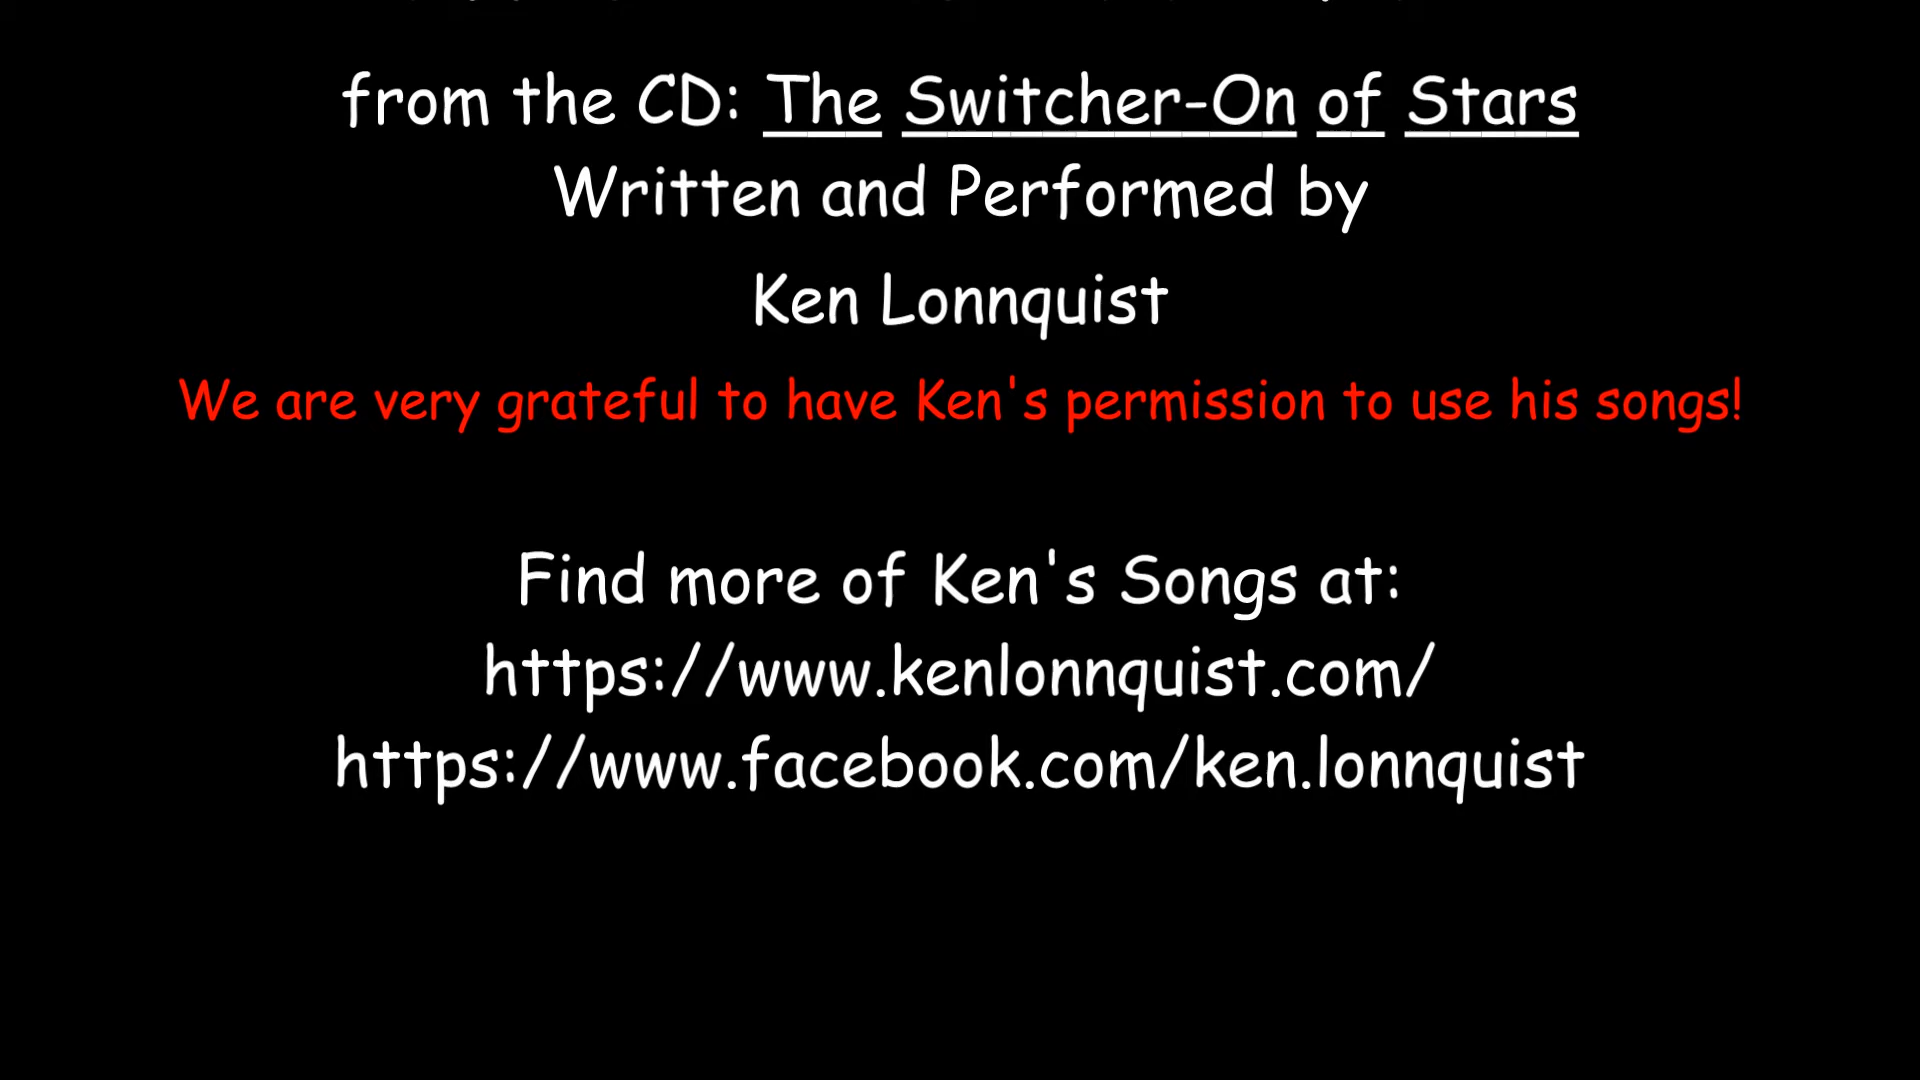 from the CD: The Switcher-On of Stars
Written and Performed by
Ken Lonnquist
We are very grateful to have Ken's permission to use his songs!
Find more of Ken's Songs at:
https://www.kenlonnquist.com/
https://www.facebook.com/ken.lonnquist